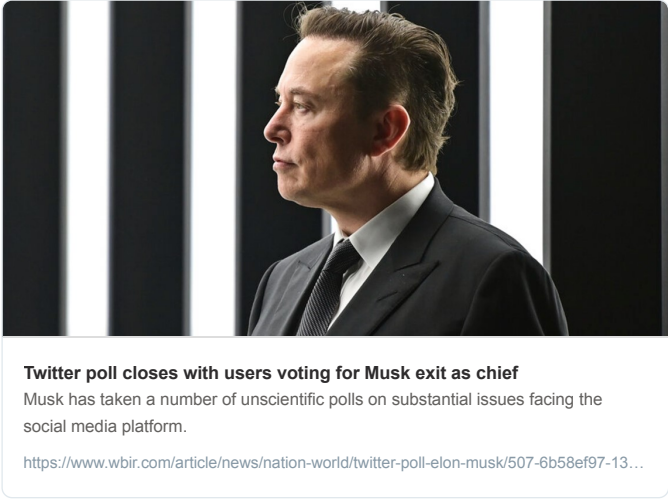 Twitter poll closes with users voting for Musk exit as chief
Musk has taken a number of unscientific polls on substantial issues facing the
social media platform.
https://www.wbir.com/article/news/nation-world/twitter-poll-elon-musk/507-6b58ef97-13…